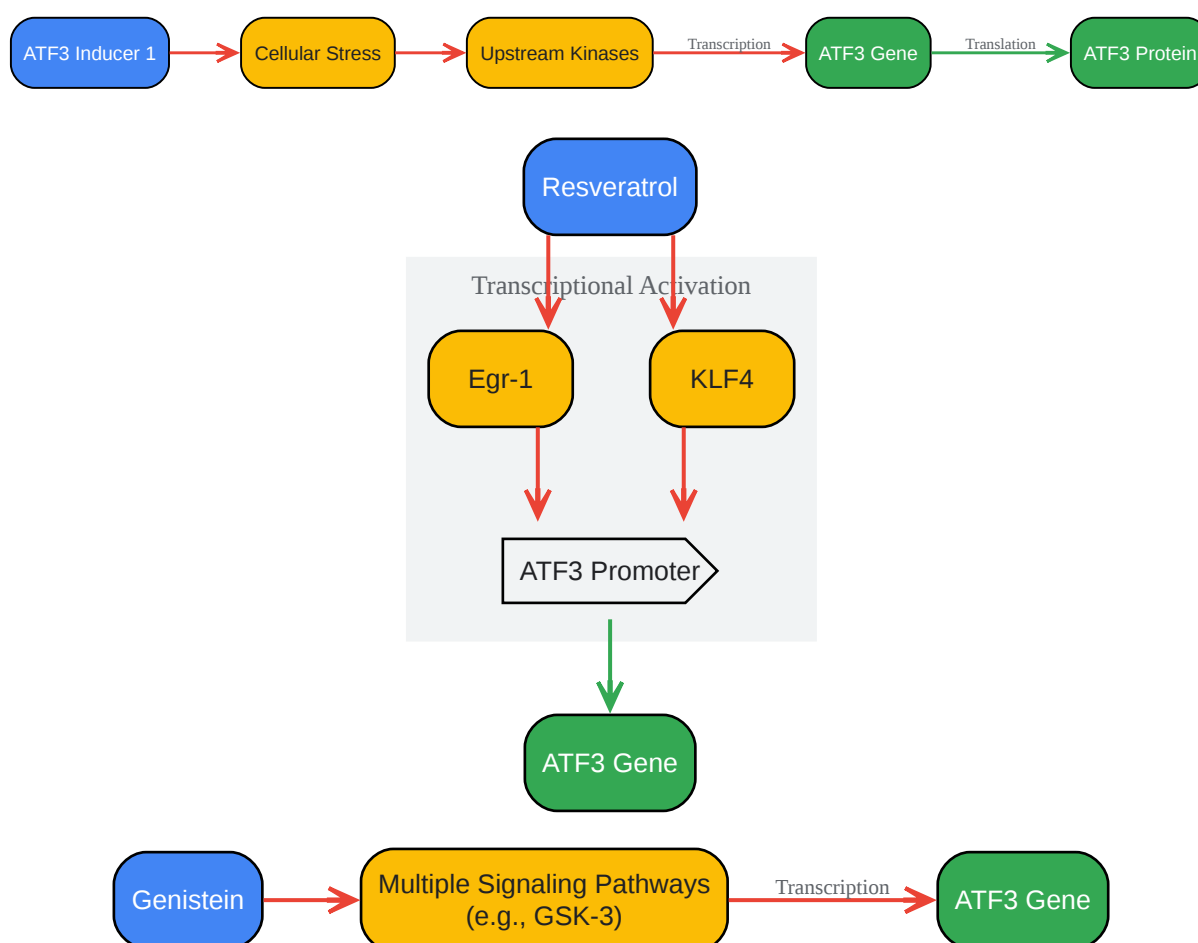 ATF3 Inducer 1
Cellular Stress
Upstream Kinases
Transcription
ATF3 Gene
Translation
ATF3 Protein
Resveratrol
Transcriptional Activation
Egr-1
KLF4
ATF3 Promoter
ATF3 Gene
Genistein
Multiple Signaling Pathways
(e.g., GSK-3)
Transcription
ATF3 Gene